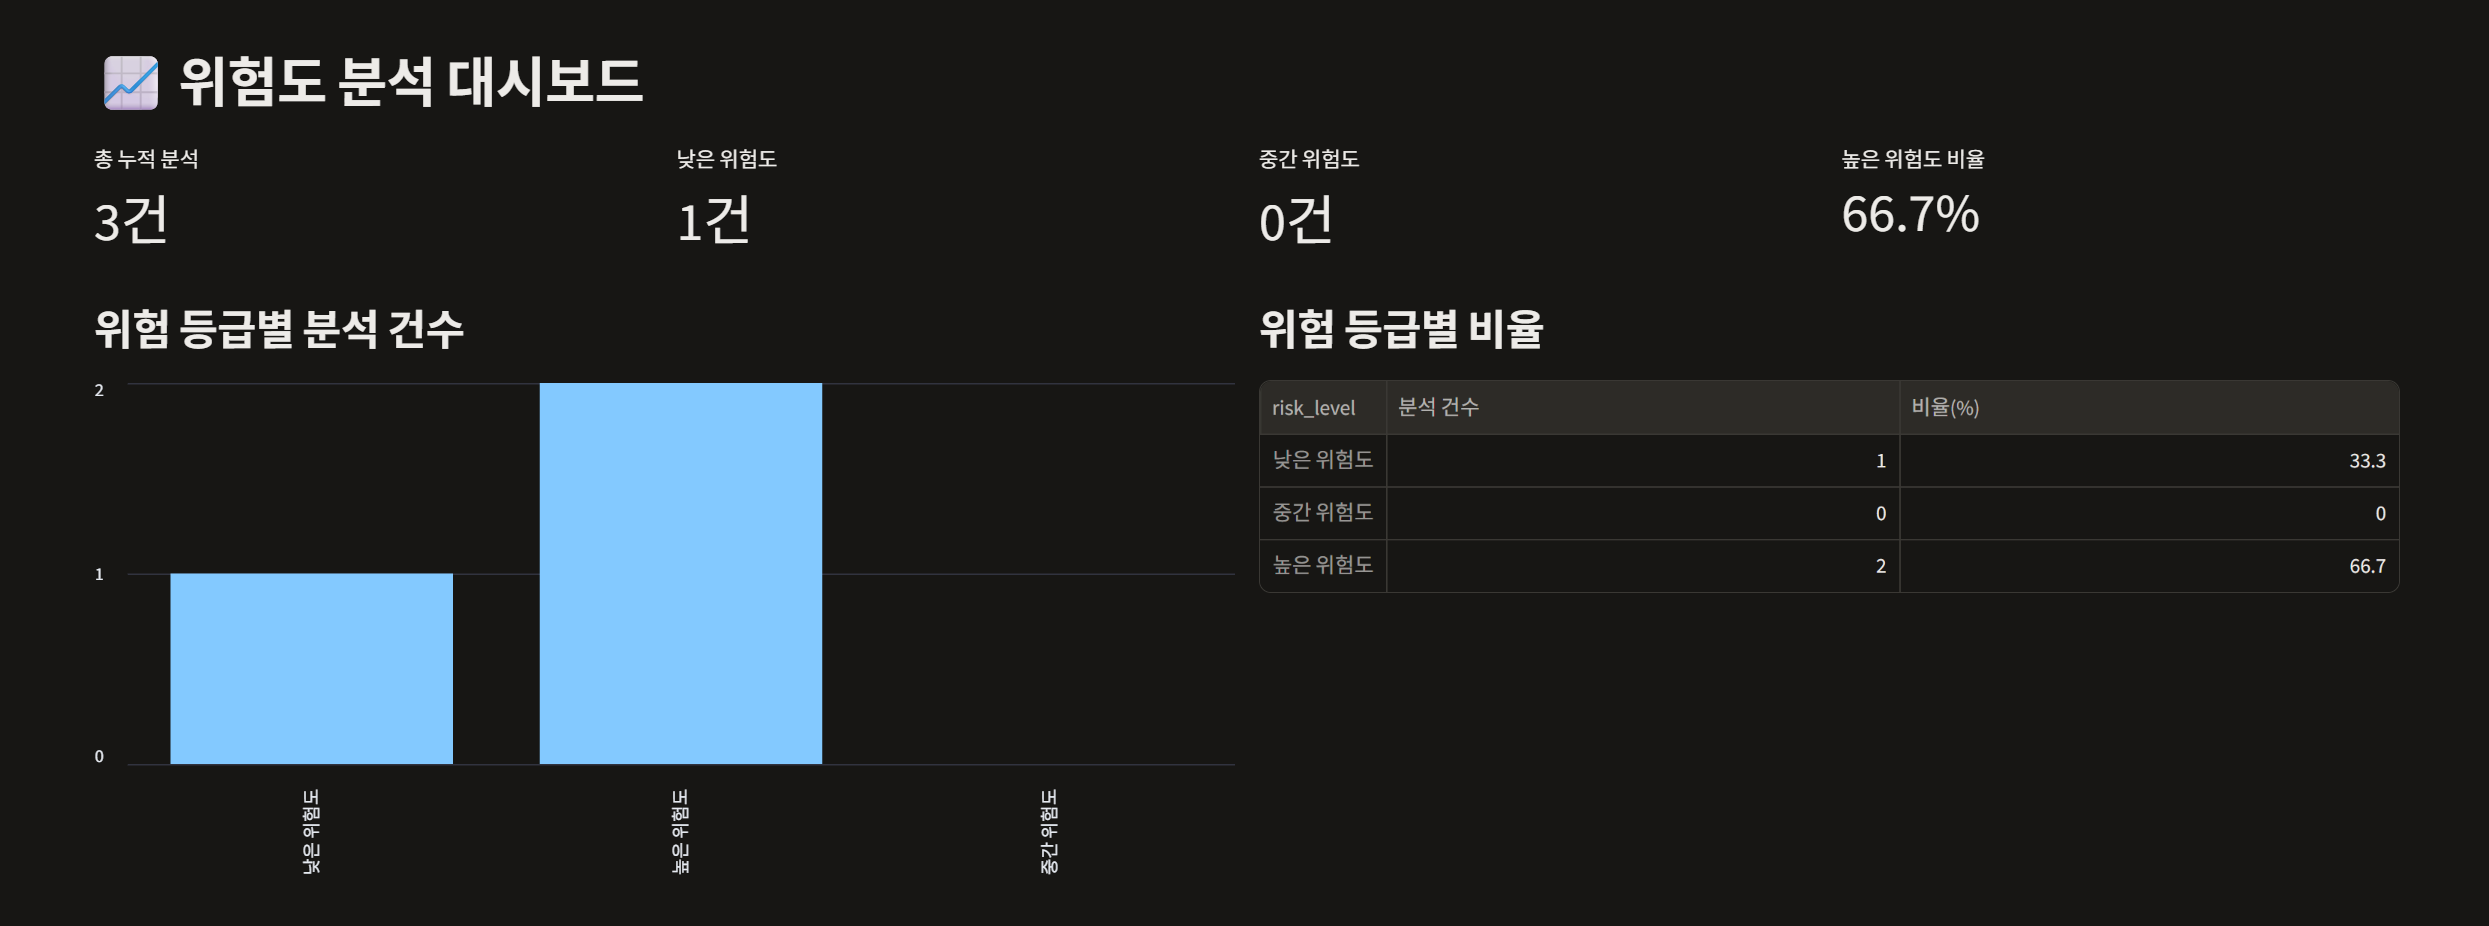 위험도 분석 대시보드
총 누적 분석
3건
낮은 위험도
1건
중간 위험도
0건
높은 위험도 비율
66.7%
위험 등급별 분석 건수
2
1
0
낮은 위험도
높은 위험도
중간 위험도
위험 등급별 비율
risk_level 분석 건수 비율(%)
낮은 위험도 1 33.3
중간 위험도 0 0
높은 위험도 2 66.7